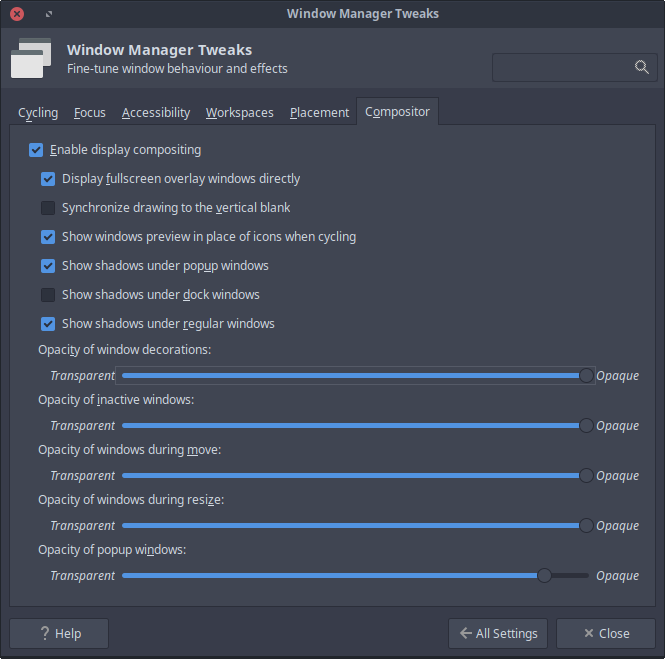 Window Manager Tweaks
Window Manager Tweaks
Fine-tune window behaviour and effects
Cycling Focus Accessibility Workspaces Placement Compositor
Enable display compositing
Display fullscreen overlay windows directly
Synchronize drawing to the vertical blank
Show windows preview in place of icons when cycling
Show shadows under popup windows
Show shadows under dock windows
Show shadows under regular windows
Opacity of window decorations:
Transparent Opaque
Opacity of inactive windows:
Transparent Opaque
Opacity of windows during move:
Transparent Opaque
Opacity of windows during resize:
Transparent Opaque
Opacity of popup windows:
Transparent Opaque
? Help All Settings Close